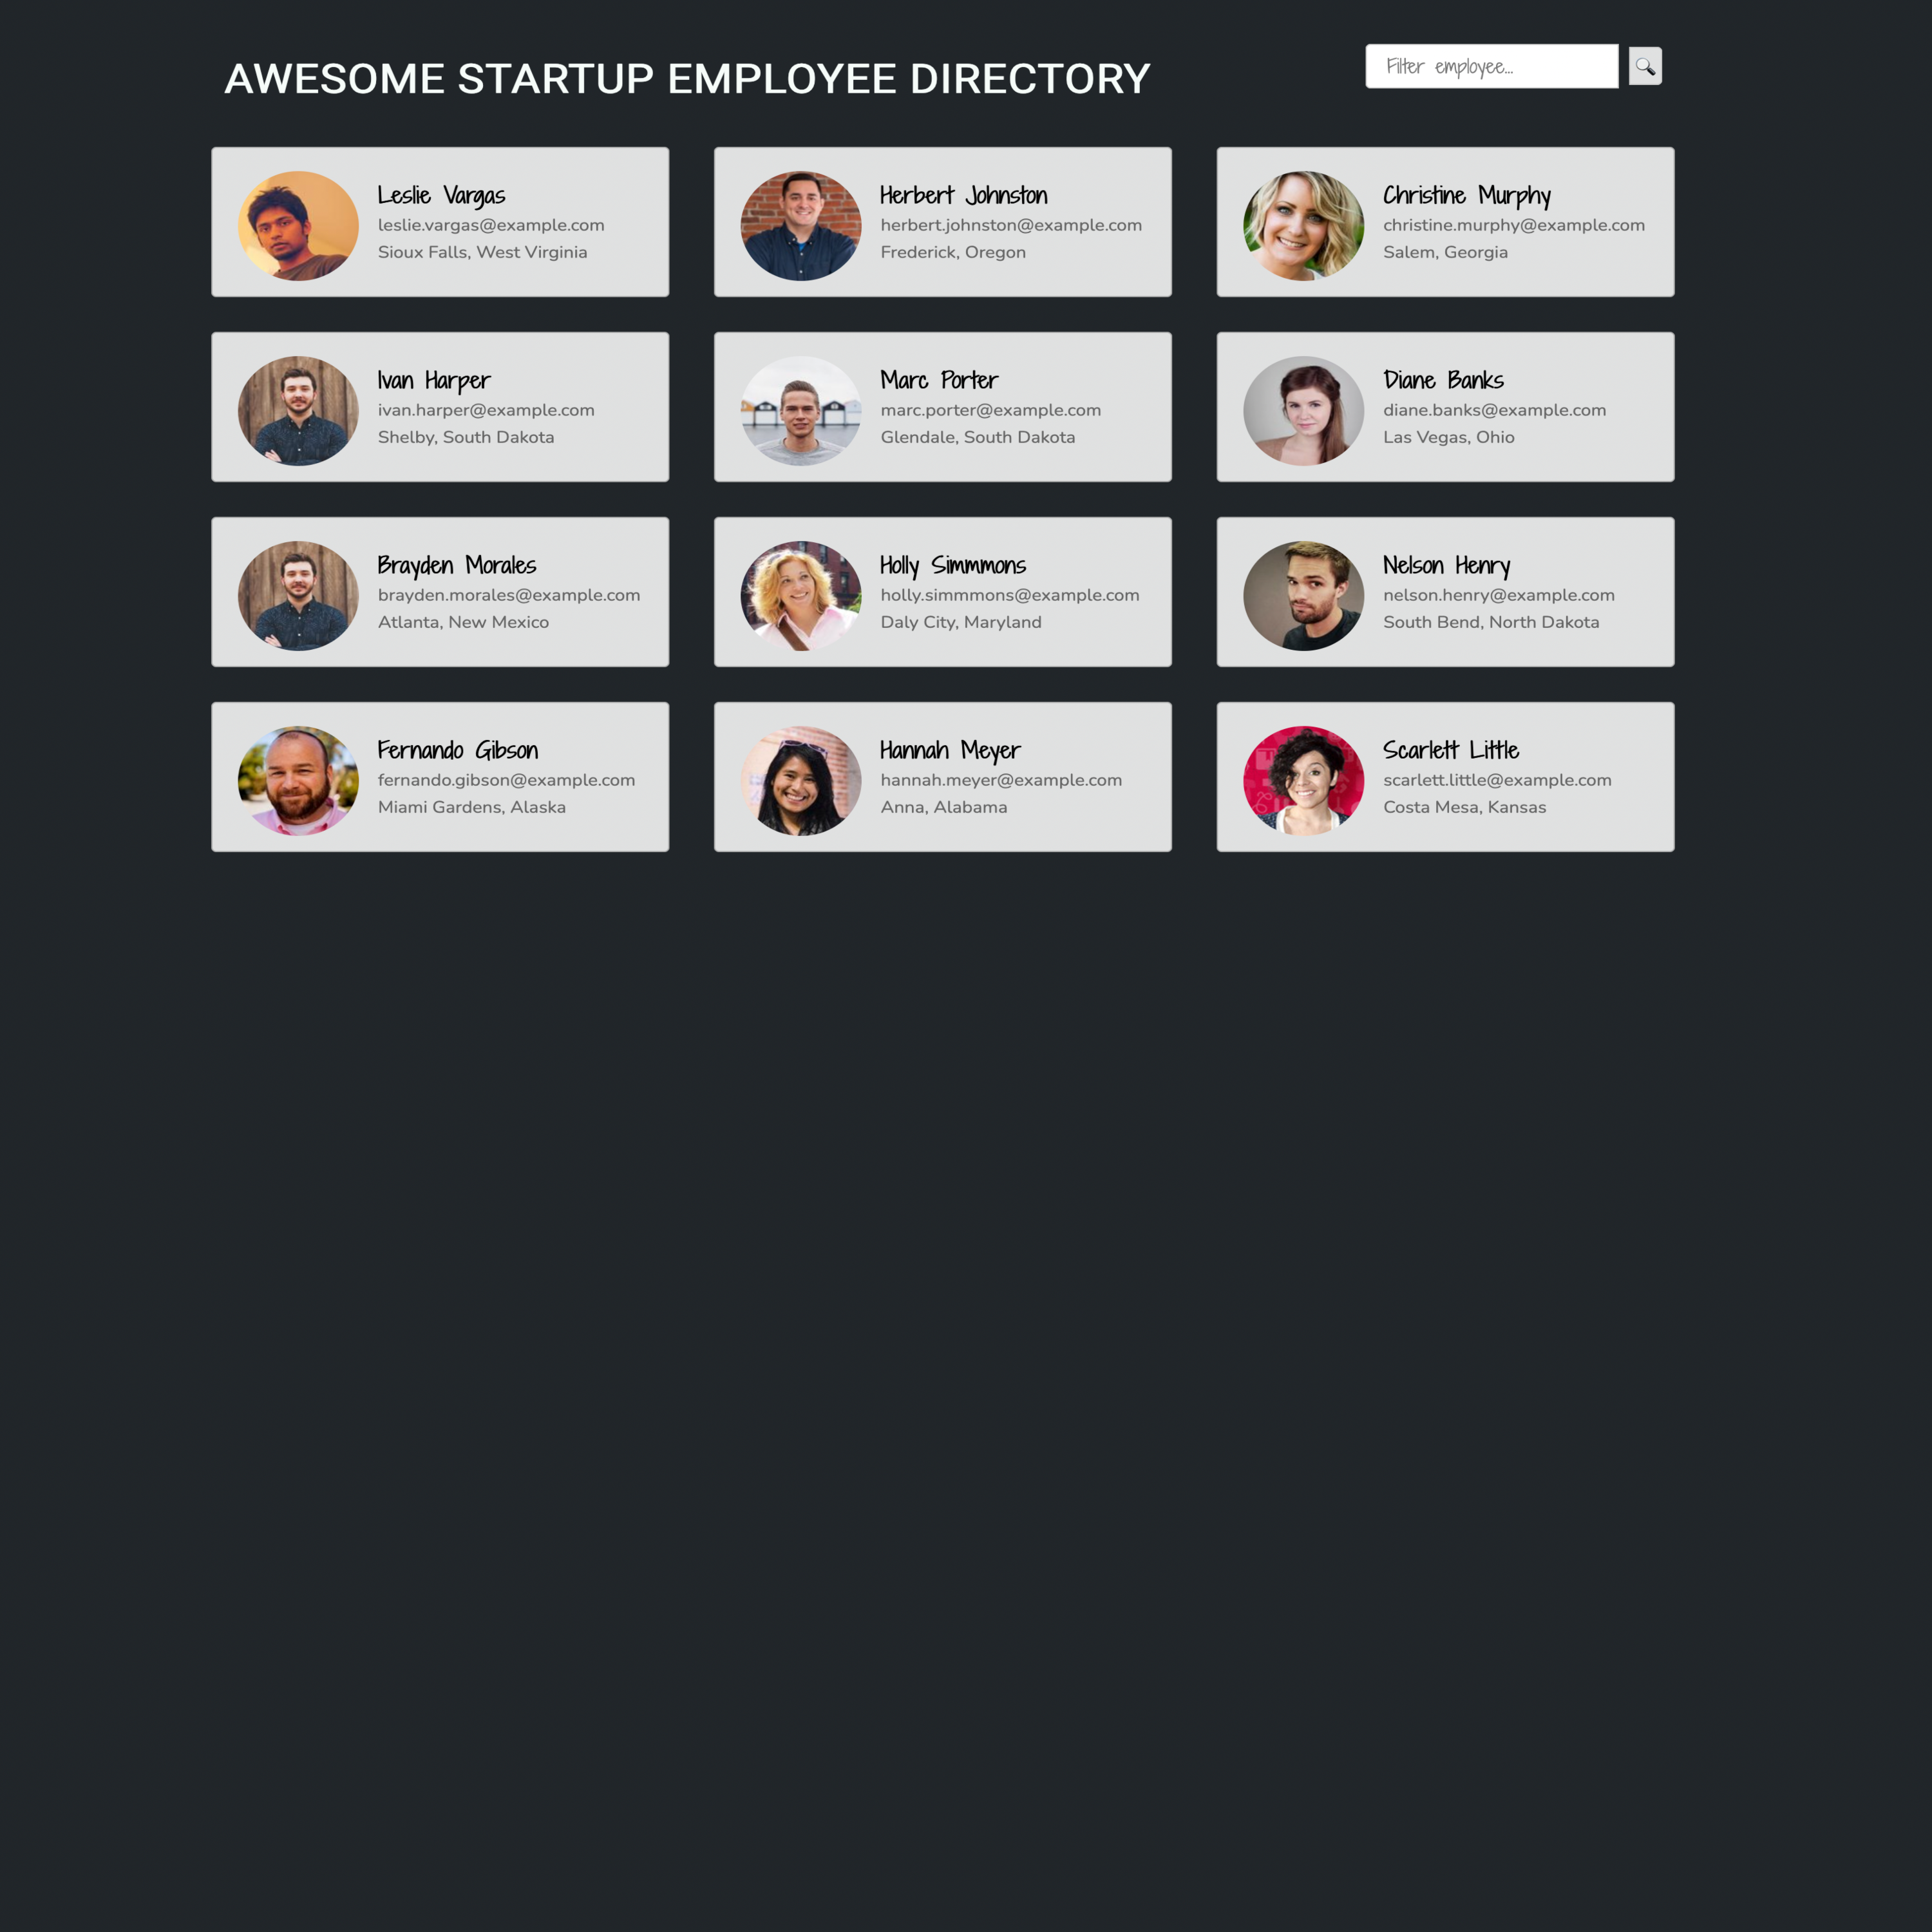 AWESOME STARTUP EMPLOYEE DIRECTORY
Filter employee...
Leslie Vargas
leslie.vargas@example.com
Sioux Falls, West Virginia
Herbert Johnston
herbert.johnston@example.com
Frederick, Oregon
Christine Murphy
christine.murphy@example.com
Salem, Georgia
Ivan Harper
ivan.harper@example.com
Shelby, South Dakota
Marc Porter
marc.porter@example.com
Glendale, South Dakota
Diane Banks
diane.banks@example.com
Las Vegas, Ohio
Brayden Morales
brayden.morales@example.com
Atlanta, New Mexico
Holly Simmmons
holly.simmmons@example.com
Daly City, Maryland
Nelson Henry
nelson.henry@example.com
South Bend, North Dakota
Fernando Gibson
fernando.gibson@example.com
Miami Gardens, Alaska
Hannah Meyer
hannah.meyer@example.com
Anna, Alabama
Scarlett Little
scarlett.little@example.com
Costa Mesa, Kansas